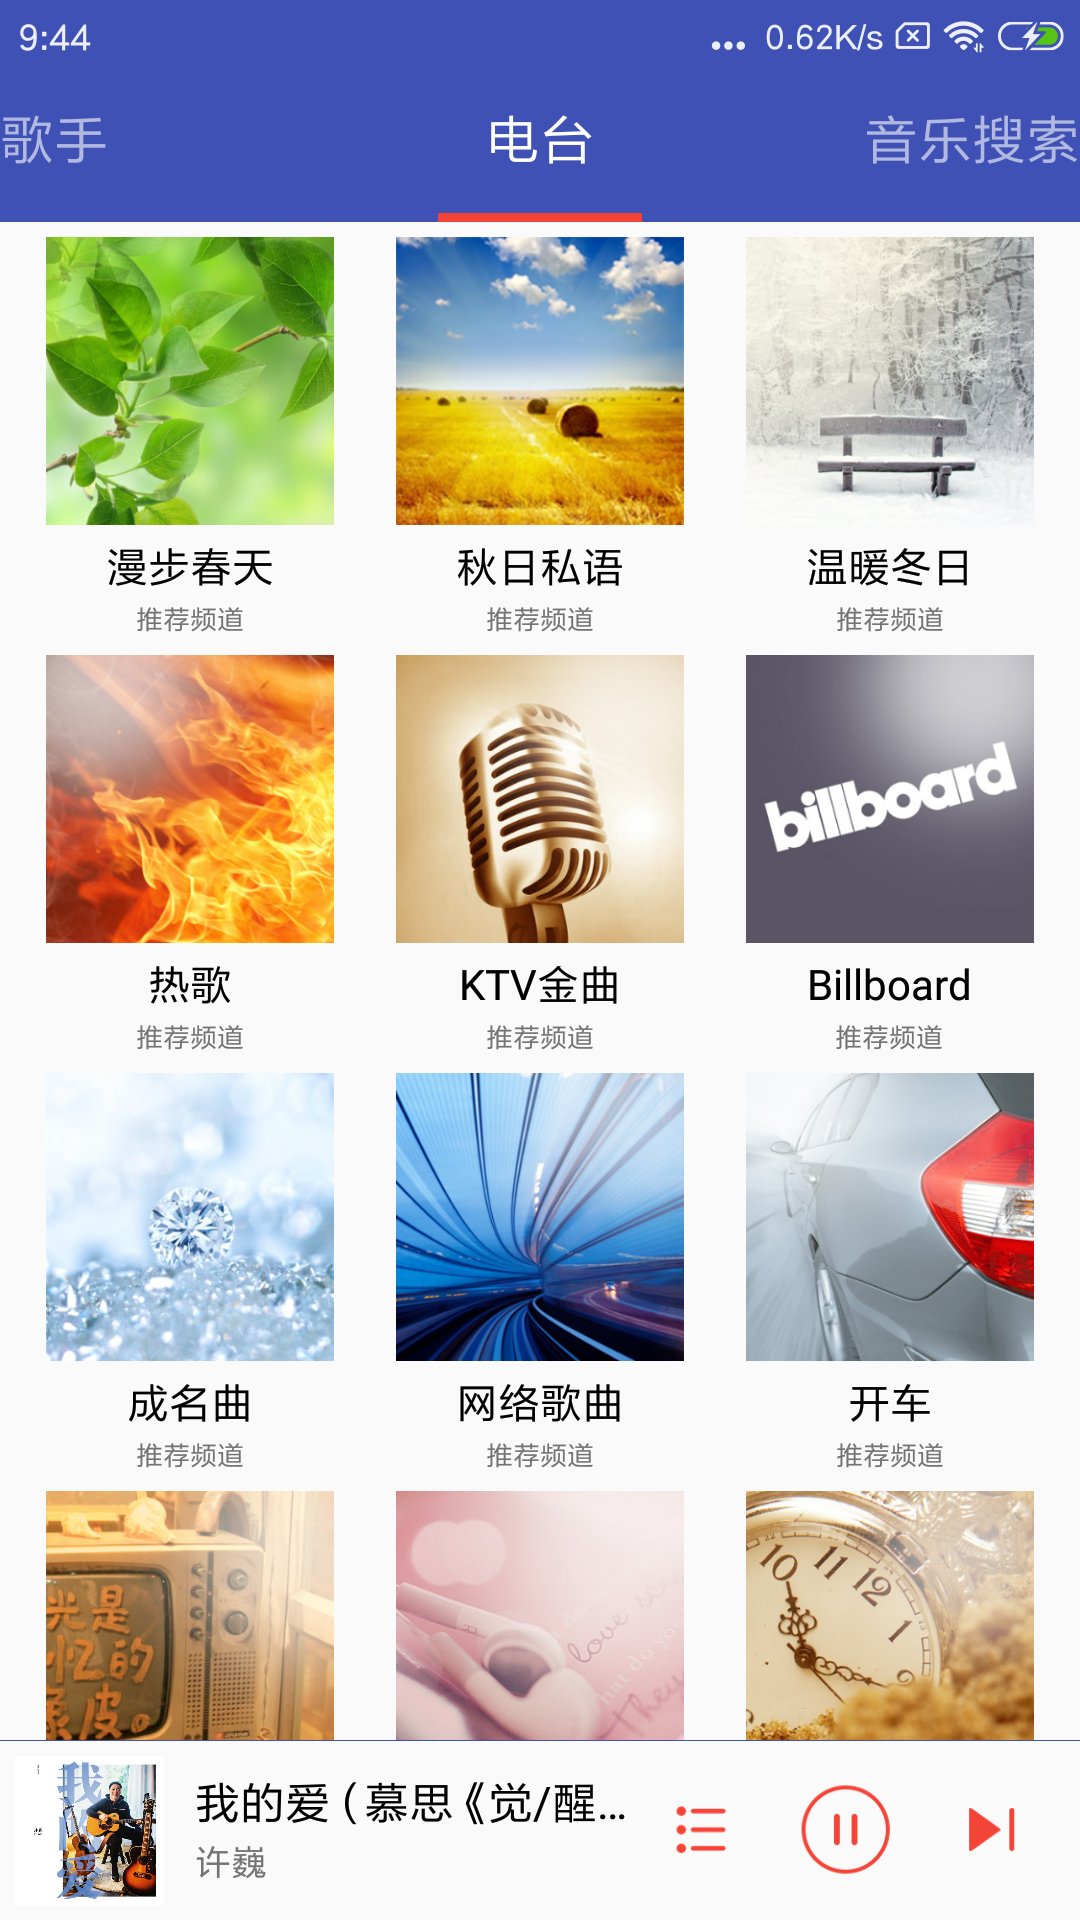 9:44
0.62K/s
歌手
电台
音乐搜索
漫步春天
秋日私语
温暖冬日
推荐频道
推荐频道
推荐频道
billboard
热歌
KTV金曲
Billboard
推荐频道
推荐频道
推荐频道
成名曲
网络歌曲
开车
推荐频道
推荐频道
推荐频道
光是
忆的
皮。
love
what do you
They
10 11 12 1
我的爱
我的爱（慕思《觉/醒...
许巍